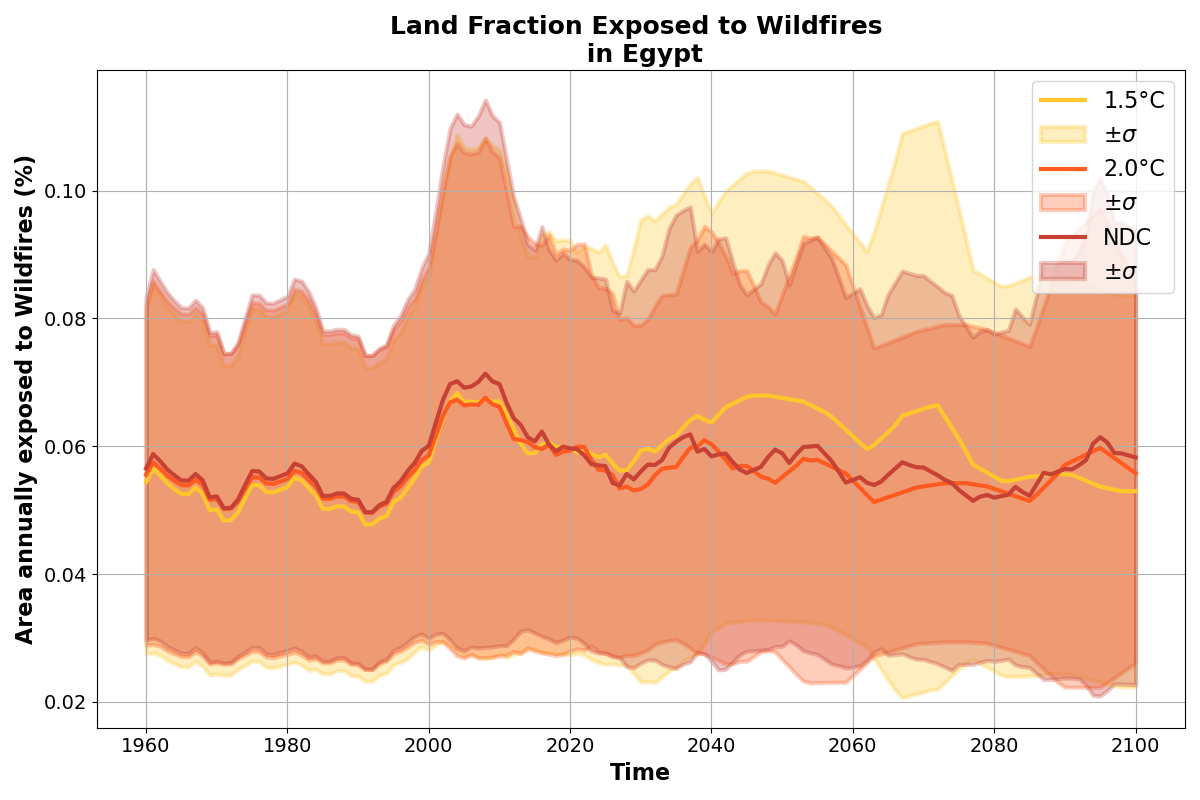 Land Fraction Exposed to Wildfires
in Egypt
Area annually exposed to Wildfires (%)
0.10
0.08
0.06
0.04
0.02
1960
1980
2000
2020
2040
2060
2080
2100
Time
1.5°C
±σ
2.0°C
±σ
NDC
±σ